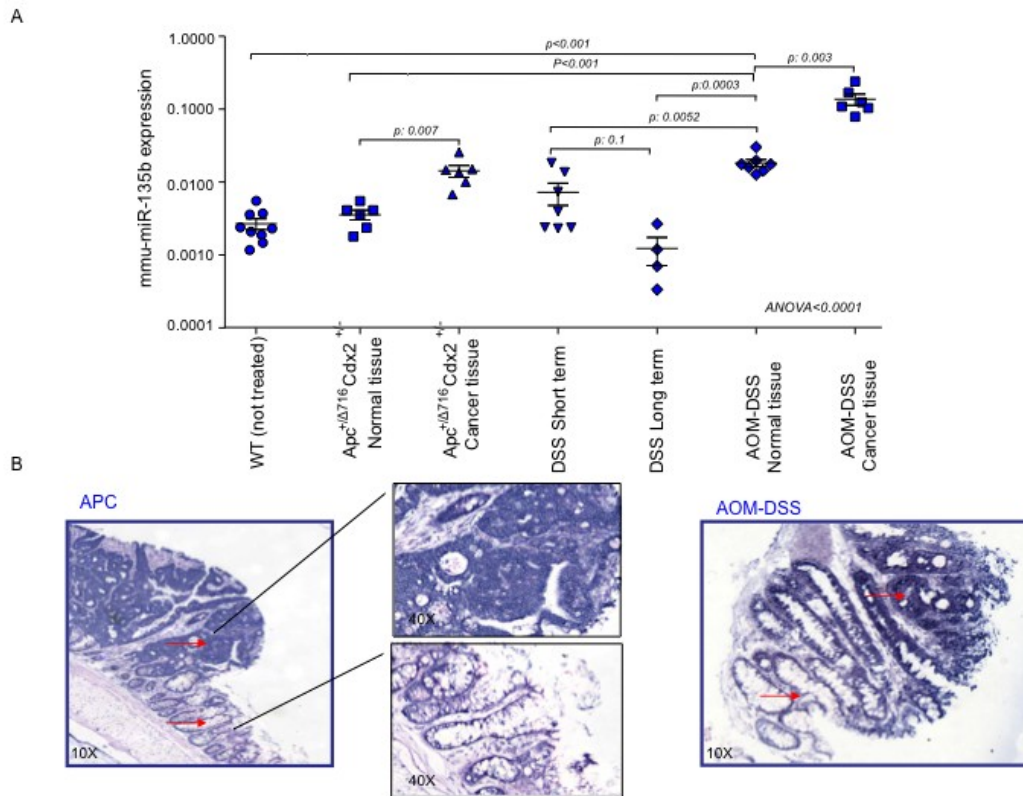 A
mmu-miR-135b expression
1.0000
0.1000
0.0100
0.0010
0.0001
p<0.001
P<0.001
p: 0.003
p:0.0003
p: 0.0052
p: 0.007
p: 0.1
ANOVA<0.0001
WT (not treated)
Apc+/Δ716 Cdx2+/-
Normal tissue
Apc+/Δ716 Cdx2+/-
Cancer tissue
DSS Short term
DSS Long term
AOM-DSS
Normal tissue
AOM-DSS
Cancer tissue
B
APC
10X
40X
40X
AOM-DSS
10X